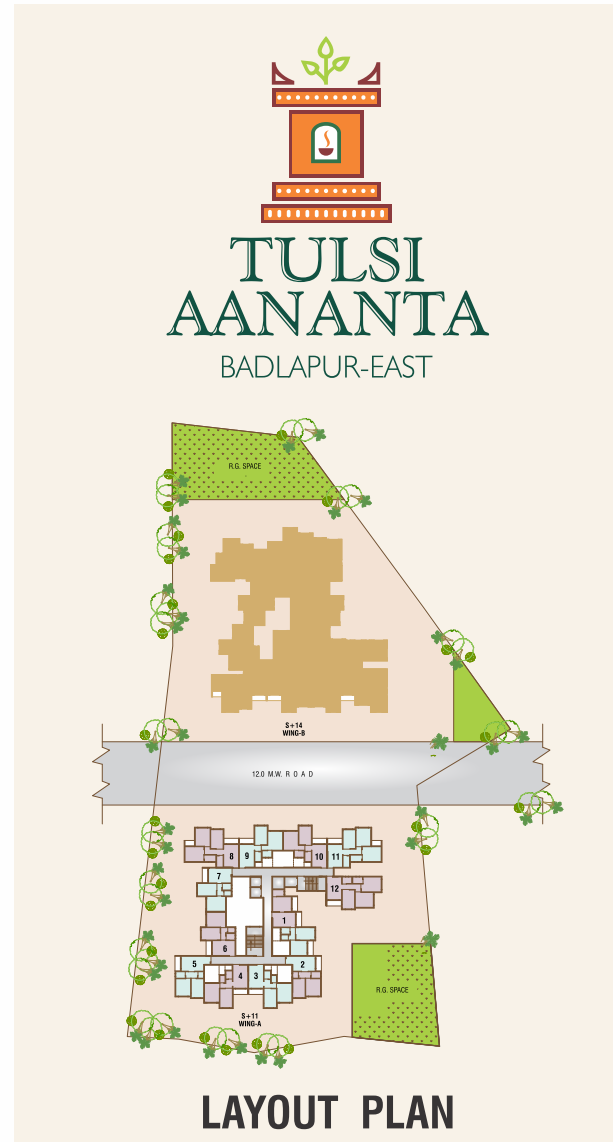 TULSI
AANANTA
BADLAPUR-EAST
R.G. SPACE
S+14
WING-B
12.0 M.W. ROAD
8 9 10 11
7
12
1
6
5 4 3 2
R.G. SPACE
S+11
WING-A
LAYOUT PLAN